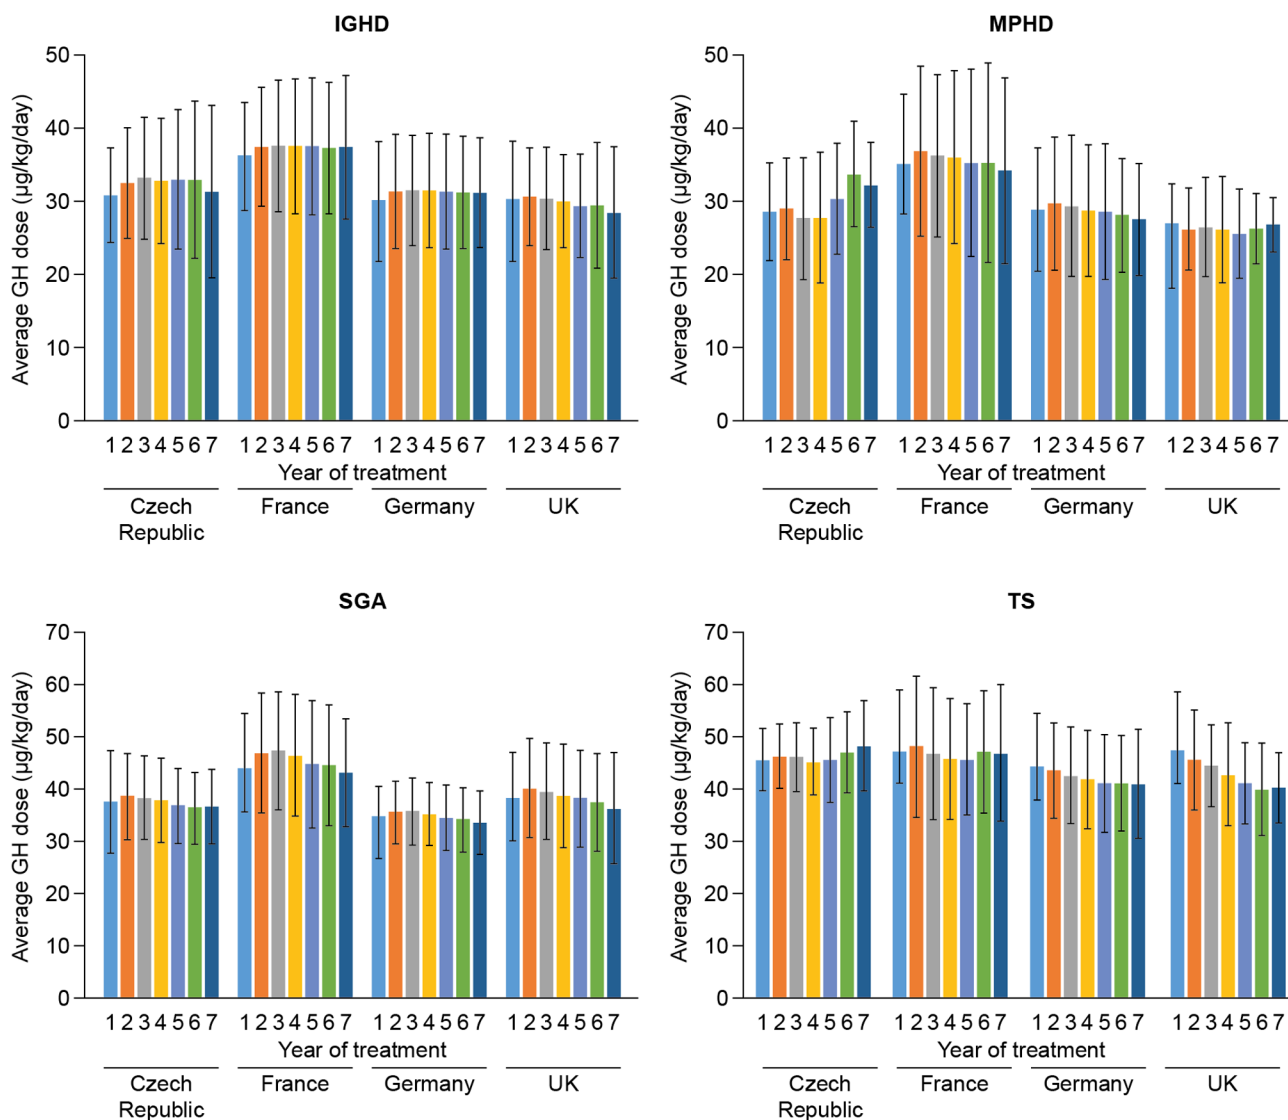 IGHD
Average GH dose (µg/kg/day)
50
40
30
20
10
0
1 2 3 4 5 6 7 1 2 3 4 5 6 7 1 2 3 4 5 6 7 1 2 3 4 5 6 7
Year of treatment
Czech Republic France Germany UK
MPHD
Average GH dose (µg/kg/day)
50
40
30
20
10
0
1 2 3 4 5 6 7 1 2 3 4 5 6 7 1 2 3 4 5 6 7 1 2 3 4 5 6 7
Year of treatment
Czech Republic France Germany UK
SGA
Average GH dose (µg/kg/day)
70
60
50
40
30
20
10
0
1 2 3 4 5 6 7 1 2 3 4 5 6 7 1 2 3 4 5 6 7 1 2 3 4 5 6 7
Year of treatment
Czech Republic France Germany UK
TS
Average GH dose (µg/kg/day)
70
60
50
40
30
20
10
0
1 2 3 4 5 6 7 1 2 3 4 5 6 7 1 2 3 4 5 6 7 1 2 3 4 5 6 7
Year of treatment
Czech Republic France Germany UK